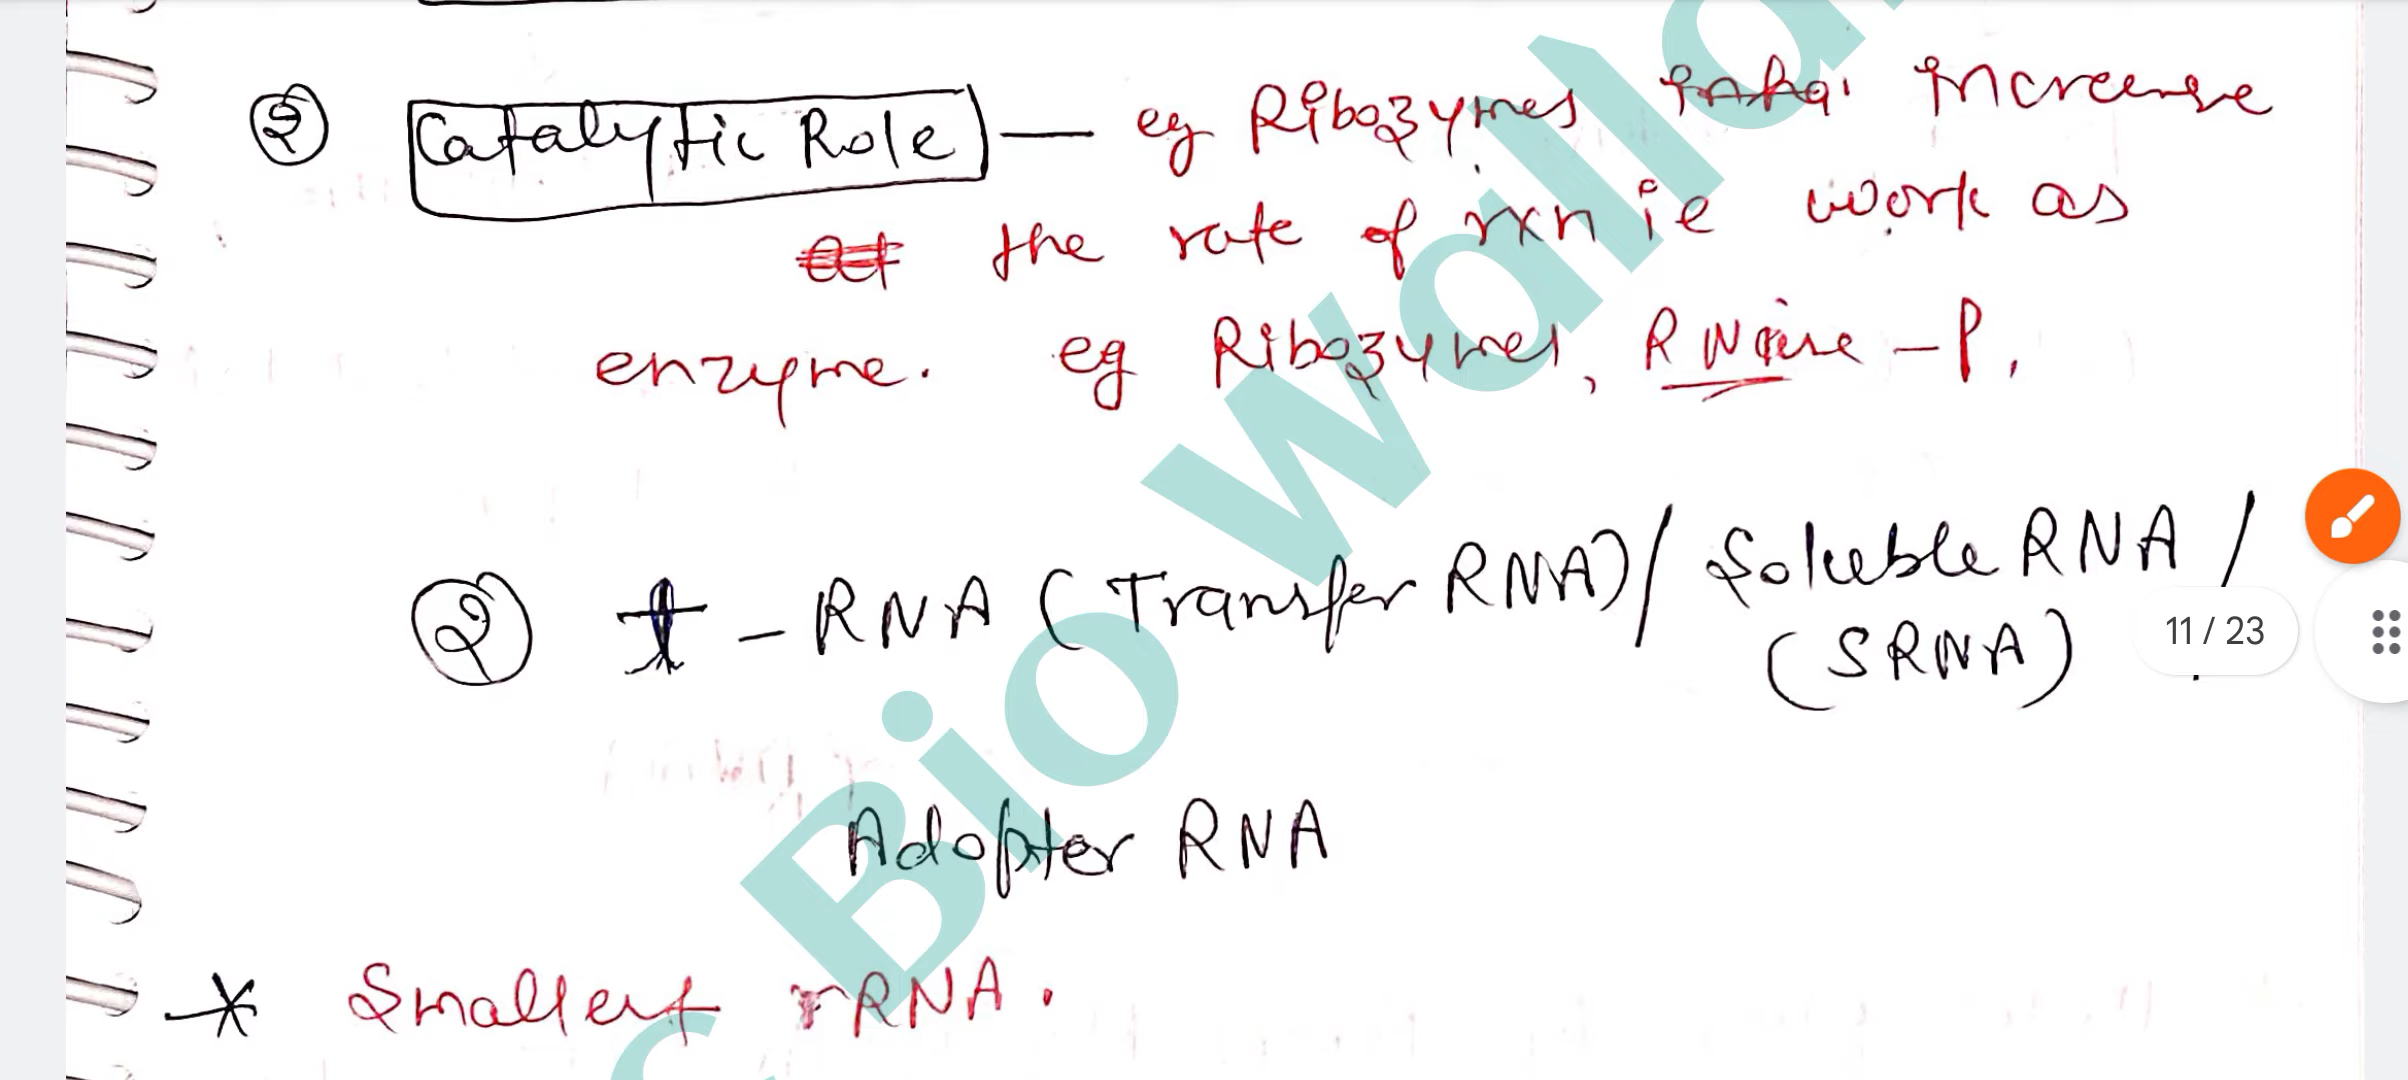 ② Catalytic Role — eg Ribozymes increase
the rate of rxn ie work as
enzyme. eg Ribozymes, RNase – P.
② t – RNA (Transfer RNA) / Soluble RNA /
(SRNA)
11 / 23
Adopter RNA
* Smallest rRNA.
Bio Walla